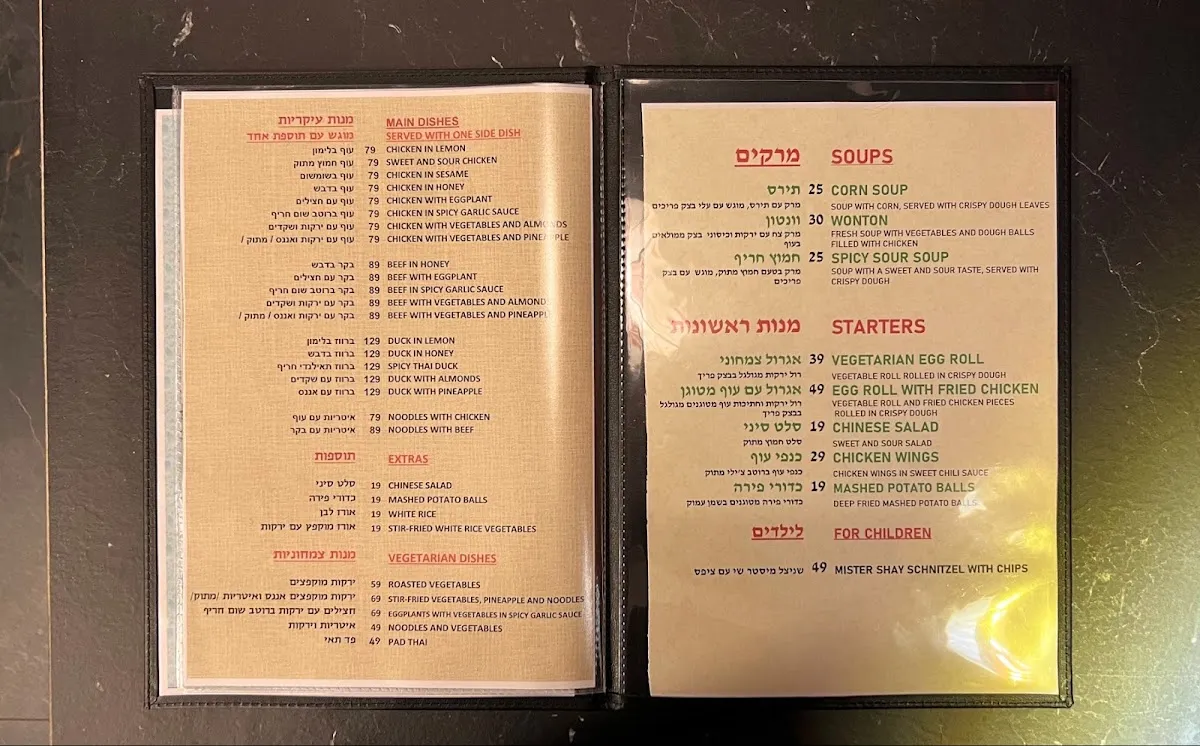 מנות עיקריות MAIN DISHES
מוגש עם תוספת אחד SERVED WITH ONE SIDE DISH
עוף בלימון 79 CHICKEN IN LEMON
עוף חמוץ מתוק 79 SWEET AND SOUR CHICKEN
עוף בשומשום 79 CHICKEN IN SESAME
עוף בדבש 79 CHICKEN IN HONEY
עוף עם חצילים 79 CHICKEN WITH EGGPLANT
עוף ברוטב שום חריף 79 CHICKEN IN SPICY GARLIC SAUCE
עוף עם ירקות ושקדים 79 CHICKEN WITH VEGETABLES AND ALMONDS
עוף עם ירקות ואננס / מתוק / 79 CHICKEN WITH VEGETABLES AND PINEAPPLE
בקר בדבש 89 BEEF IN HONEY
בקר עם חצילים 89 BEEF WITH EGGPLANT
בקר ברוטב שום חריף 89 BEEF IN SPICY GARLIC SAUCE
בקר עם ירקות ושקדים 89 BEEF WITH VEGETABLES AND ALMOND
בקר עם ירקות ואננס / מתוק / 89 BEEF WITH VEGETABLES AND PINEAPPL
ברווז בלימון 129 DUCK IN LEMON
ברווז בדבש 129 DUCK IN HONEY
ברווז תאילנדי חריף 129 SPICY THAI DUCK
ברווז עם שקדים 129 DUCK WITH ALMONDS
ברווז עם אננס 129 DUCK WITH PINEAPPLE
איטריות עם עוף 79 NOODLES WITH CHICKEN
איטריות עם בקר 89 NOODLES WITH BEEF
תוספות EXTRAS
סלט סיני 19 CHINESE SALAD
כדורי פירה 19 MASHED POTATO BALLS
אורז לבן 19 WHITE RICE
אורז מוקפץ עם ירקות 19 STIR-FRIED WHITE RICE VEGETABLES
מנות צמחוניות VEGETARIAN DISHES
ירקות מוקפצים 59 ROASTED VEGETABLES
ירקות מוקפצים אננס ואיטריות /מתוק/ 69 STIR-FRIED VEGETABLES, PINEAPPLE AND NOODLES
חצילים עם ירקות ברוטב שום חריף 69 EGGPLANTS WITH VEGETABLES IN SPICY GARLIC SAUCE
איטריות וירקות 49 NOODLES AND VEGETABLES
פד תאי 49 PAD THAI
מרקים SOUPS
תירס 25 CORN SOUP
מרק עם תירס, מוגש עם עלי בצק פריכים SOUP WITH CORN, SERVED WITH CRISPY DOUGH LEAVES
וונטון 30 WONTON
מרק צח עם ירקות וכיסוני בצק ממולאים FRESH SOUP WITH VEGETABLES AND DOUGH BALLS
בעוף FILLED WITH CHICKEN
חמוץ חריף 25 SPICY SOUR SOUP
מרק בטעם חמוץ מתוק, מוגש עם בצק SOUP WITH A SWEET AND SOUR TASTE, SERVED WITH
פריכים CRISPY DOUGH
מנות ראשונות STARTERS
אגרול צמחוני 39 VEGETARIAN EGG ROLL
רול ירקות מגולגל בבצק פריך VEGETABLE ROLL ROLLED IN CRISPY DOUGH
אגרול עם עוף מטוגן 49 EGG ROLL WITH FRIED CHICKEN
רול ירקות וחתיכות עוף מטוגנים מגולגל VEGETABLE ROLL AND FRIED CHICKEN PIECES
בבצק פריך ROLLED IN CRISPY DOUGH
סלט סיני 19 CHINESE SALAD
סלט חמוץ מתוק SWEET AND SOUR SALAD
כנפי עוף 29 CHICKEN WINGS
כנפי עוף ברוטב צ'ילי מתוק CHICKEN WINGS IN SWEET CHILI SAUCE
כדורי פירה 19 MASHED POTATO BALLS
כדורי פירה מטוגנים בשמן עמוק DEEP FRIED MASHED POTATO BALLS
לילדים FOR CHILDREN
שניצל מיסטר שי עם ציפס 49 MISTER SHAY SCHNITZEL WITH CHIPS